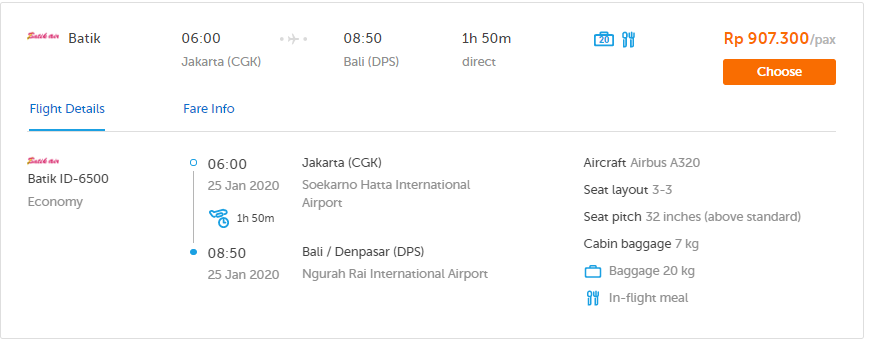 Batik air Batik 06:00 08:50 1h 50m 20 Rp 907.300/pax
Jakarta (CGK) Bali (DPS) direct
Choose
Flight Details Fare Info
Batik air
Batik ID-6500
Economy
06:00 Jakarta (CGK)
25 Jan 2020 Soekarno Hatta International
Airport
1h 50m
08:50 Bali / Denpasar (DPS)
25 Jan 2020 Ngurah Rai International Airport
Aircraft Airbus A320
Seat layout 3-3
Seat pitch 32 inches (above standard)
Cabin baggage 7 kg
Baggage 20 kg
In-flight meal